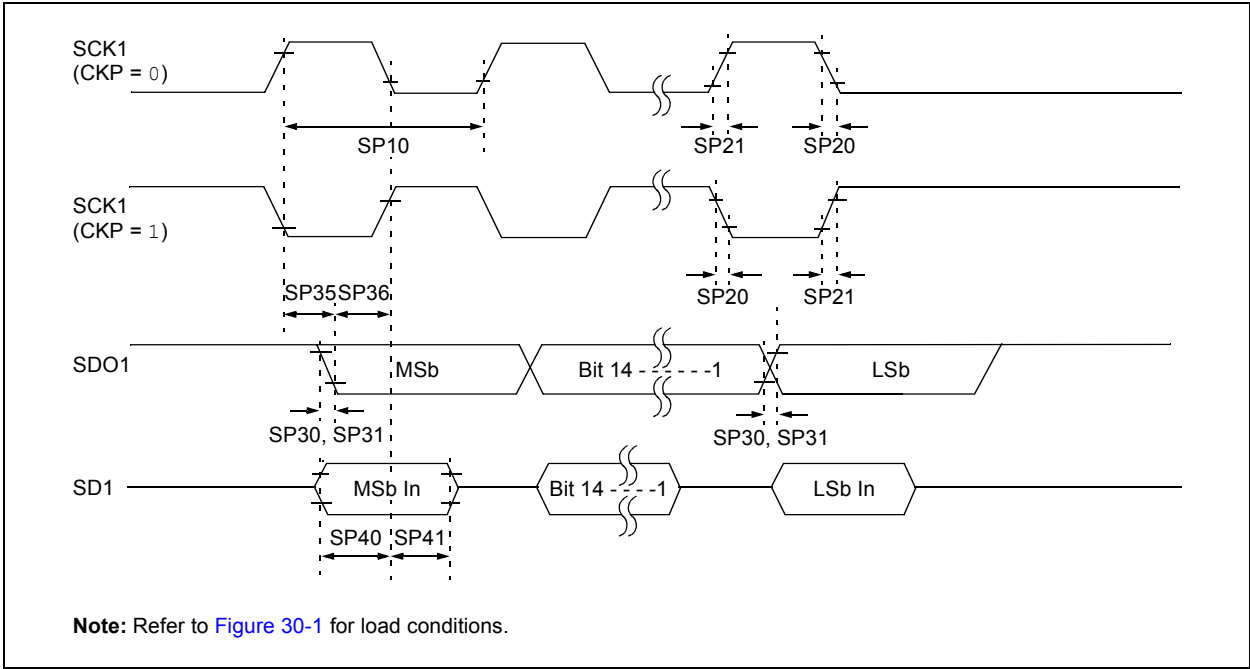 SCK1
(CKP = 0)
SP10
SP21
SP20
SCK1
(CKP = 1)
SP20
SP21
SP35 SP36
SDO1
MSb
Bit 14 - - - - - - -1
LSb
SP30, SP31
SP30, SP31
SD1
MSb In
Bit 14 - - - - -1
LSb In
SP40
SP41
Note: Refer to Figure 30-1 for load conditions.